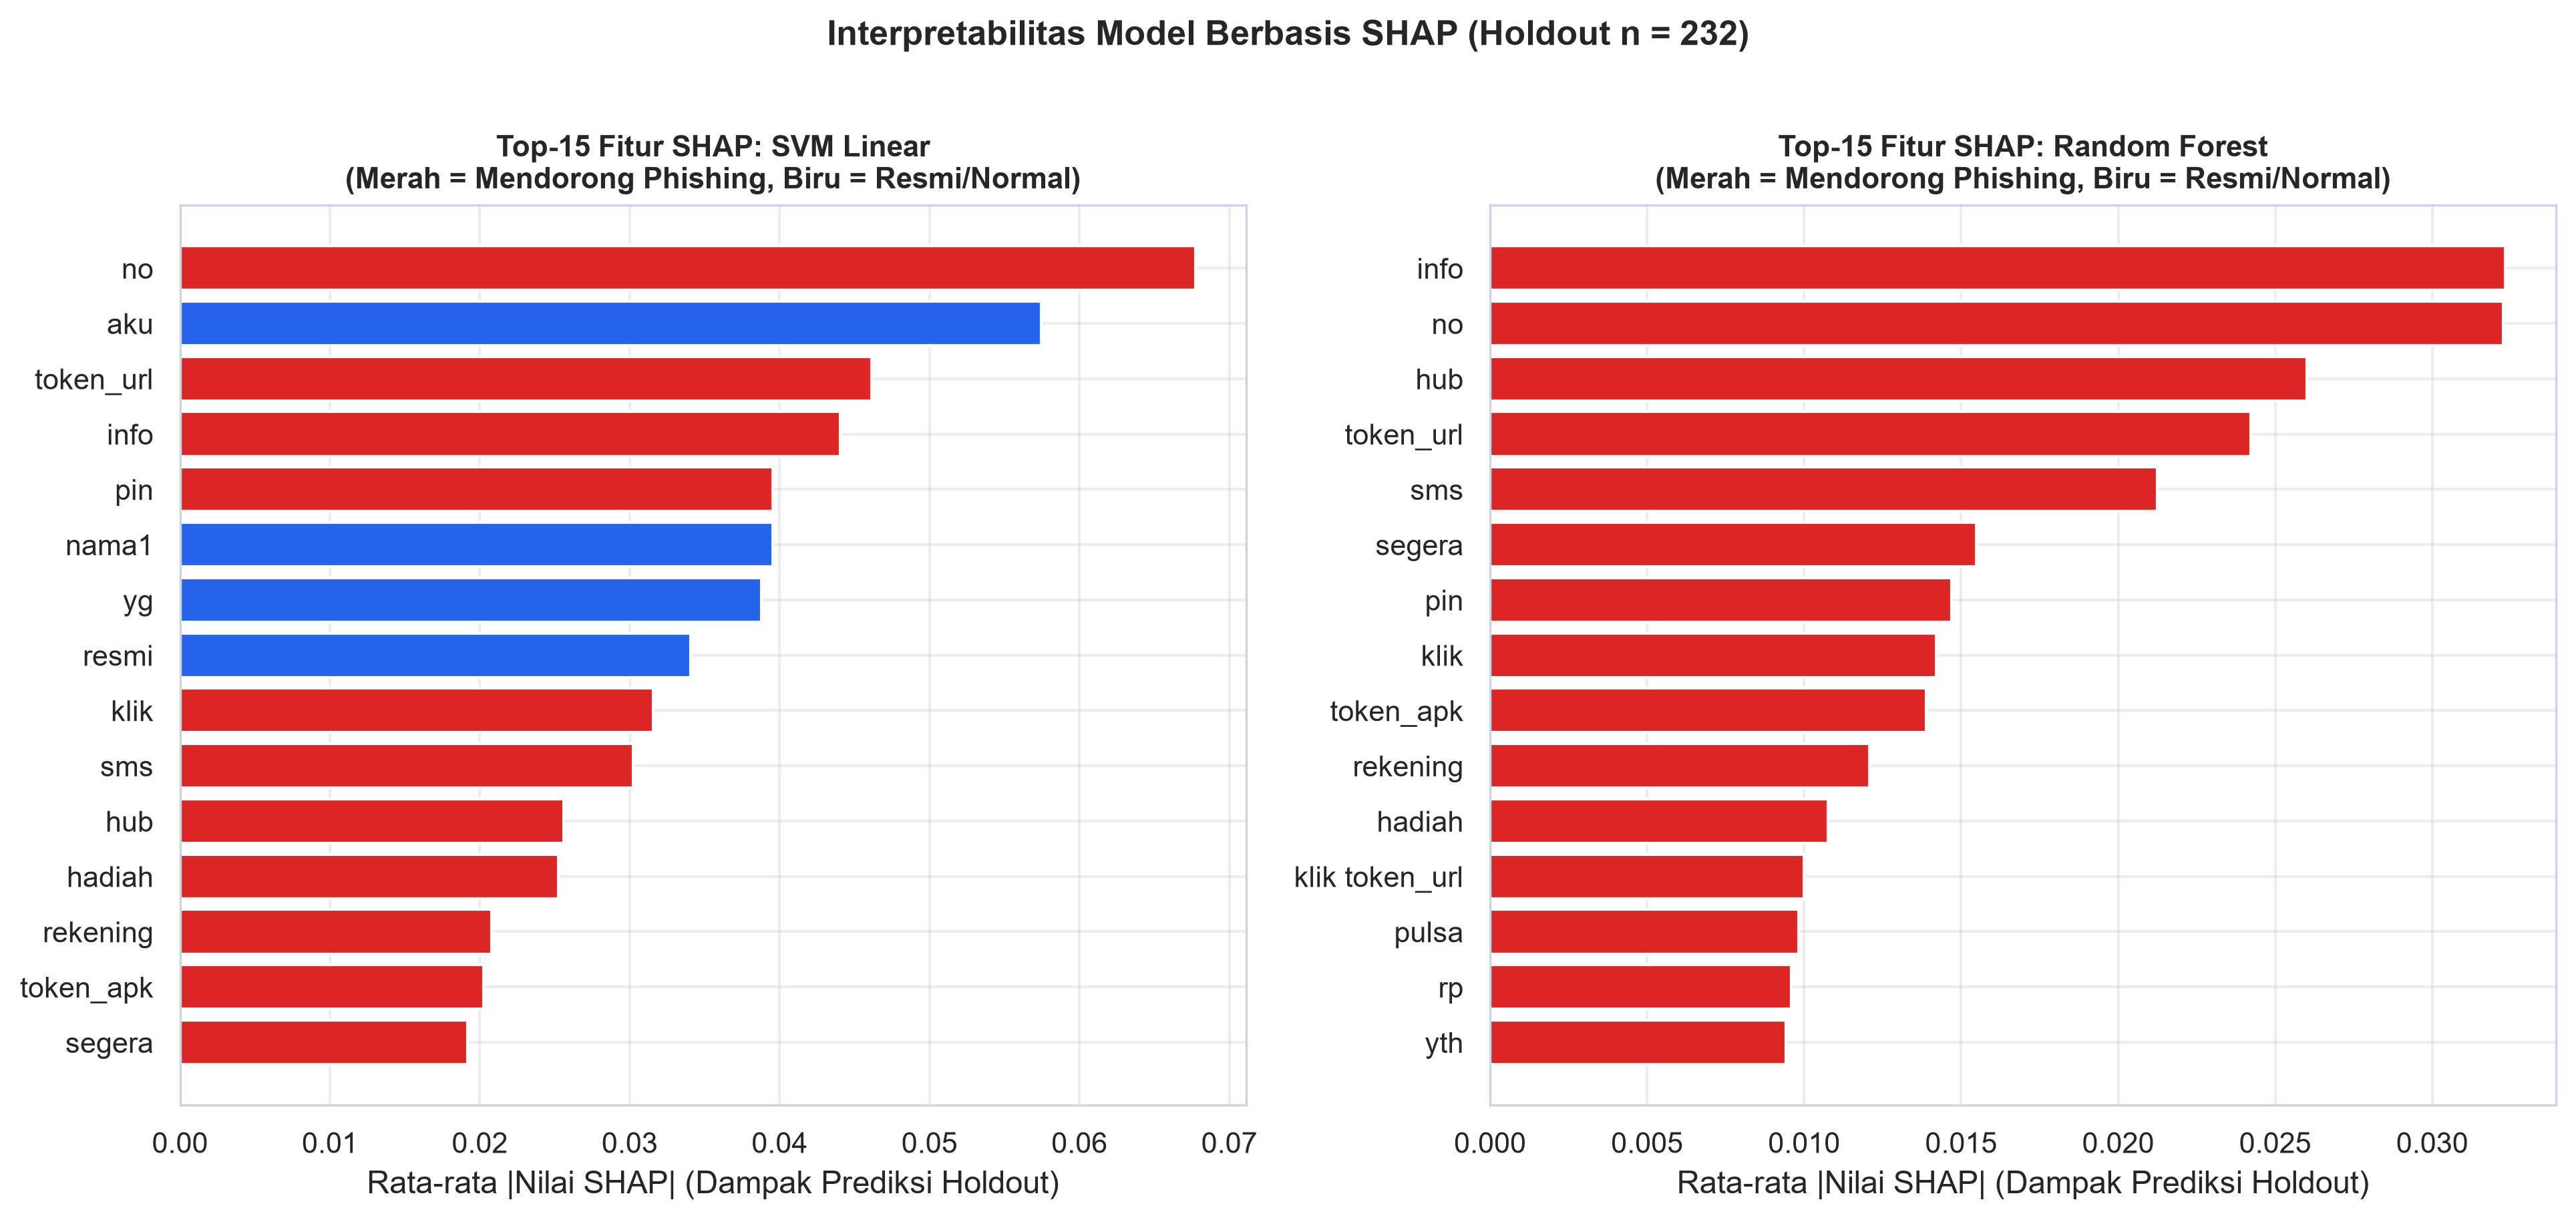 Interpretabilitas Model Berbasis SHAP (Holdout n = 232)
Top-15 Fitur SHAP: SVM Linear
(Merah = Mendorong Phishing, Biru = Resmi/Normal)
no
aku
token_url
info
pin
nama1
yg
resmi
klik
sms
hub
hadiah
rekening
token_apk
segera
0.00 0.01 0.02 0.03 0.04 0.05 0.06 0.07
Rata-rata |Nilai SHAP| (Dampak Prediksi Holdout)
Top-15 Fitur SHAP: Random Forest
(Merah = Mendorong Phishing, Biru = Resmi/Normal)
info
no
hub
token_url
sms
segera
pin
klik
token_apk
rekening
hadiah
klik token_url
pulsa
rp
yth
0.000 0.005 0.010 0.015 0.020 0.025 0.030
Rata-rata |Nilai SHAP| (Dampak Prediksi Holdout)